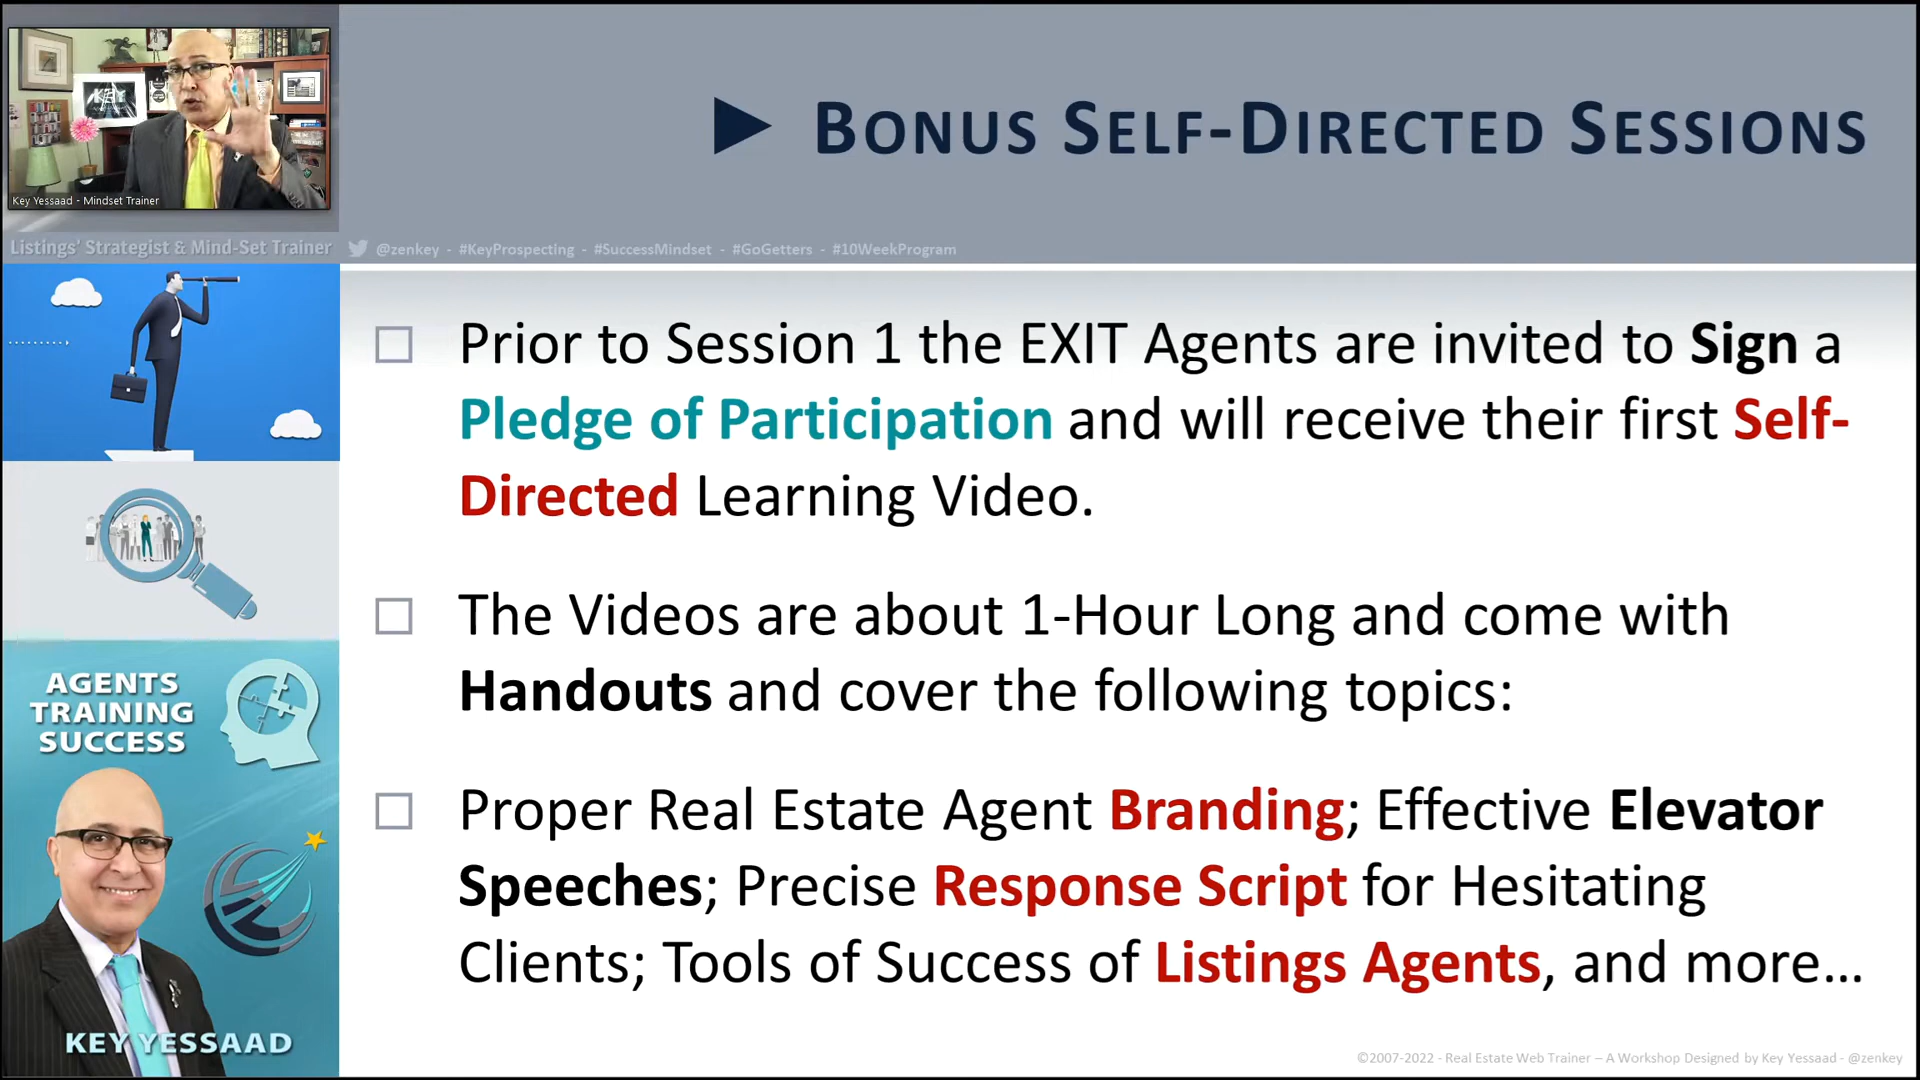 KEY
Key Yessaad - Mindset Trainer
Listings' Strategist & Mind-Set Trainer
► BONUS SELF-DIRECTED SESSIONS
@zenkey - #KeyProspecting - #SuccessMindset - #GoGetters - #10WeekProgram
Prior to Session 1 the EXIT Agents are invited to Sign a
Pledge of Participation and will receive their first Self-
Directed Learning Video.
The Videos are about 1-Hour Long and come with
Handouts and cover the following topics:
Proper Real Estate Agent Branding; Effective Elevator
Speeches; Precise Response Script for Hesitating
Clients; Tools of Success of Listings Agents, and more...
AGENTS
TRAINING
SUCCESS
KEY YESSAAD
©2007-2022 - Real Estate Web Trainer – A Workshop Designed by Key Yessaad - @zenkey